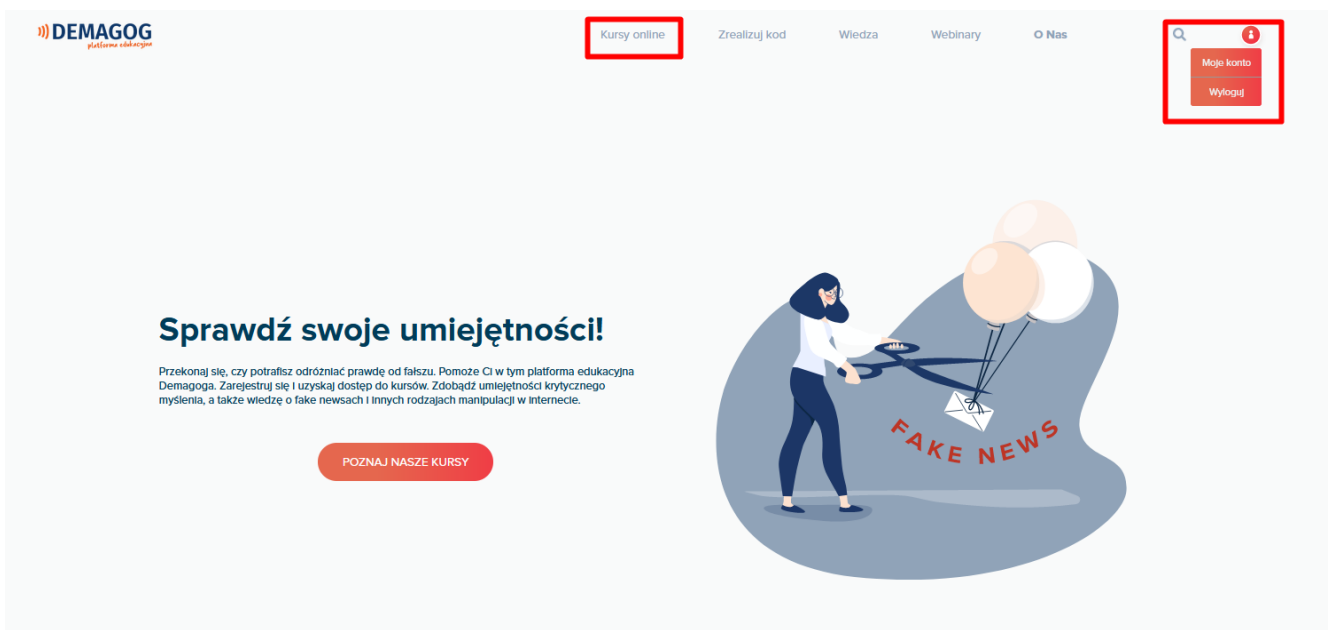 DEMAGOG
platforma edukacyjna
Kursy online
Zrealizuj kod
Wiedza
Webinary
O Nas
Moje konto
Wyloguj
Sprawdź swoje umiejętności!
Przekonaj się, czy potrafisz odróżniać prawdę od fałszu. Pomoże Ci w tym platforma edukacyjna
Demagoga. Zarejestruj się i uzyskaj dostęp do kursów. Zdobądź umiejętności krytycznego
myślenia, a także wiedzę o fake newsach i innych rodzajach manipulacji w internecie.
POZNAJ NASZE KURSY
FAKE NEWS